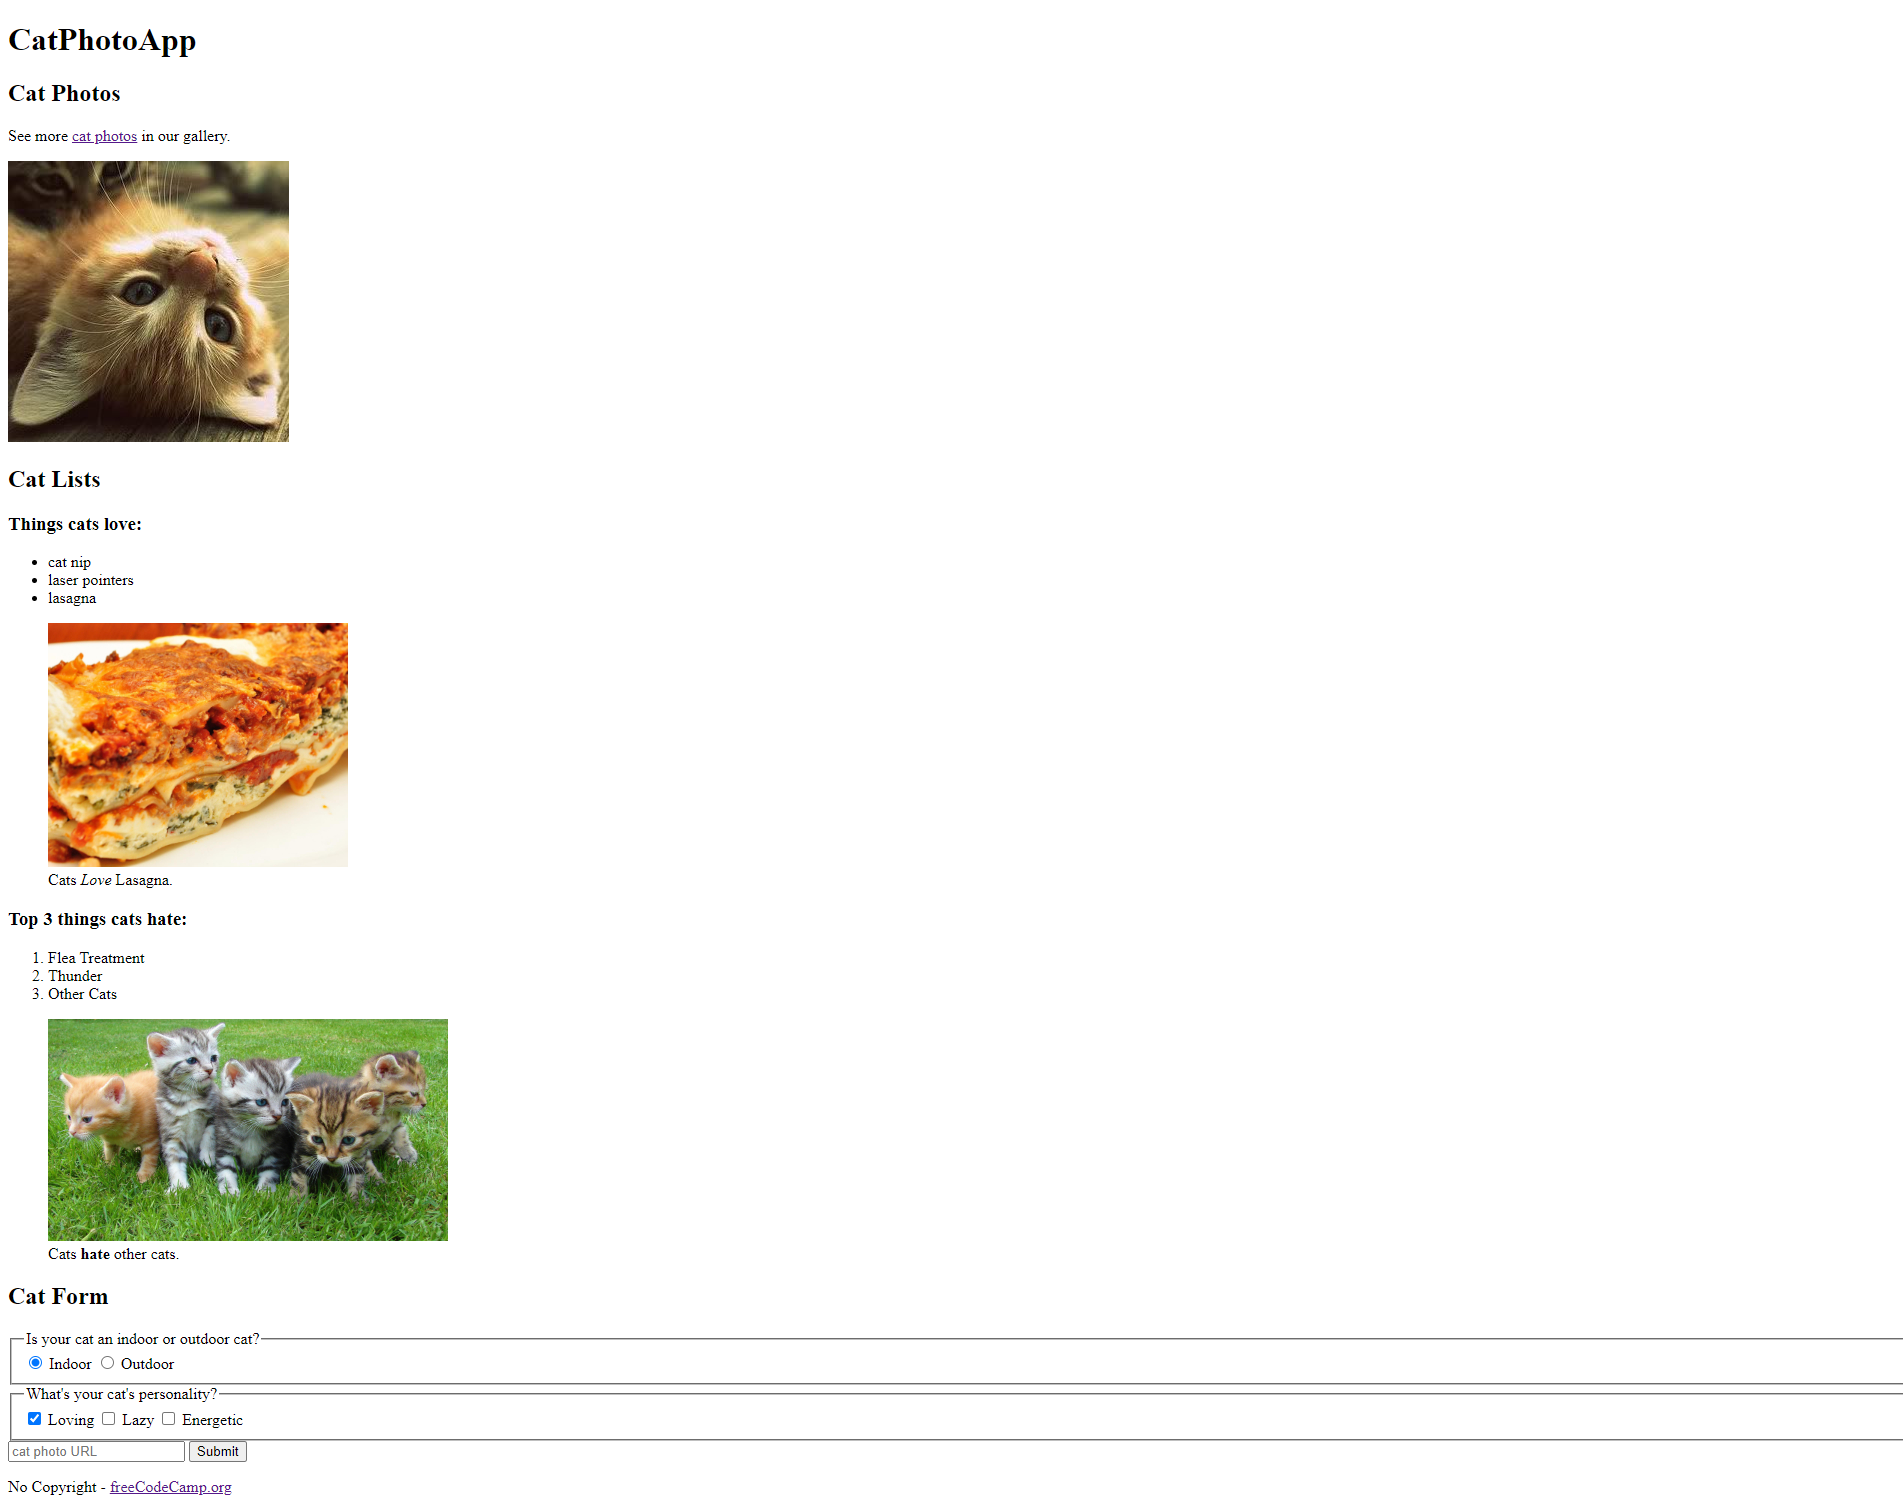 CatPhotoApp
Cat Photos
See more cat photos in our gallery.
Cat Lists
Things cats love:
• cat nip
• laser pointers
• lasagna
Cats Love Lasagna.
Top 3 things cats hate:
1. Flea Treatment
2. Thunder
3. Other Cats
Cats hate other cats.
Cat Form
Is your cat an indoor or outdoor cat?
Indoor Outdoor
What's your cat's personality?
Loving Lazy Energetic
cat photo URL Submit
No Copyright - freeCodeCamp.org